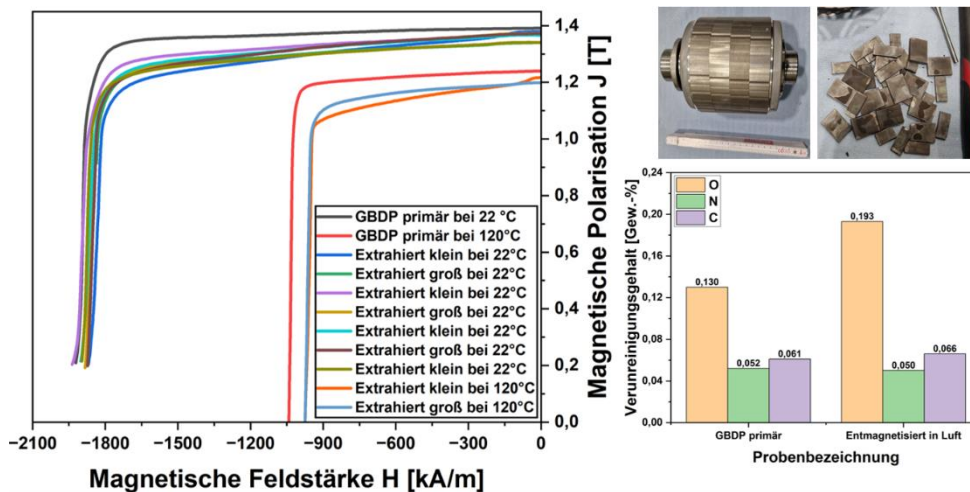 1,4
1,2
1,0
0,8
0,6
0,4
0,2
0,0
Magnetische Polarisation J [T]
GBDP primär bei 22 °C
GBDP primär bei 120°C
Extrahiert klein bei 22°C
Extrahiert groß bei 22°C
Extrahiert klein bei 22°C
Extrahiert groß bei 22°C
Extrahiert klein bei 22°C
Extrahiert groß bei 22°C
Extrahiert klein bei 22°C
Extrahiert klein bei 120°C
Extrahiert groß bei 120°C
−2100 −1800 −1500 −1200 −900 −600 −300 0
Magnetische Feldstärke H [kA/m]
O
N
C
0,24
0,20
0,16
0,12
0,08
0,04
0,00
Verunreinigungsgehalt [Gew.-%]
0,130
0,052
0,061
0,193
0,050
0,066
GBDP primär Entmagnetisiert in Luft
Probenbezeichnung